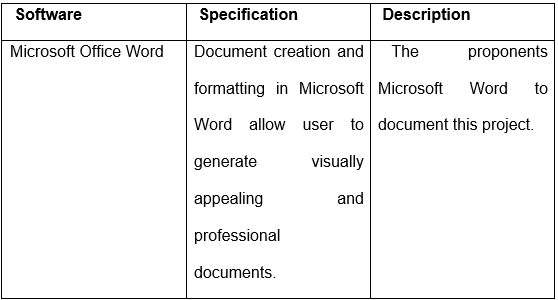 Software Specification Description
Microsoft Office Word
Document creation and
formatting in Microsoft
Word allow user to
generate visually
appealing and
professional
documents.
The proponents
Microsoft Word to
document this project.